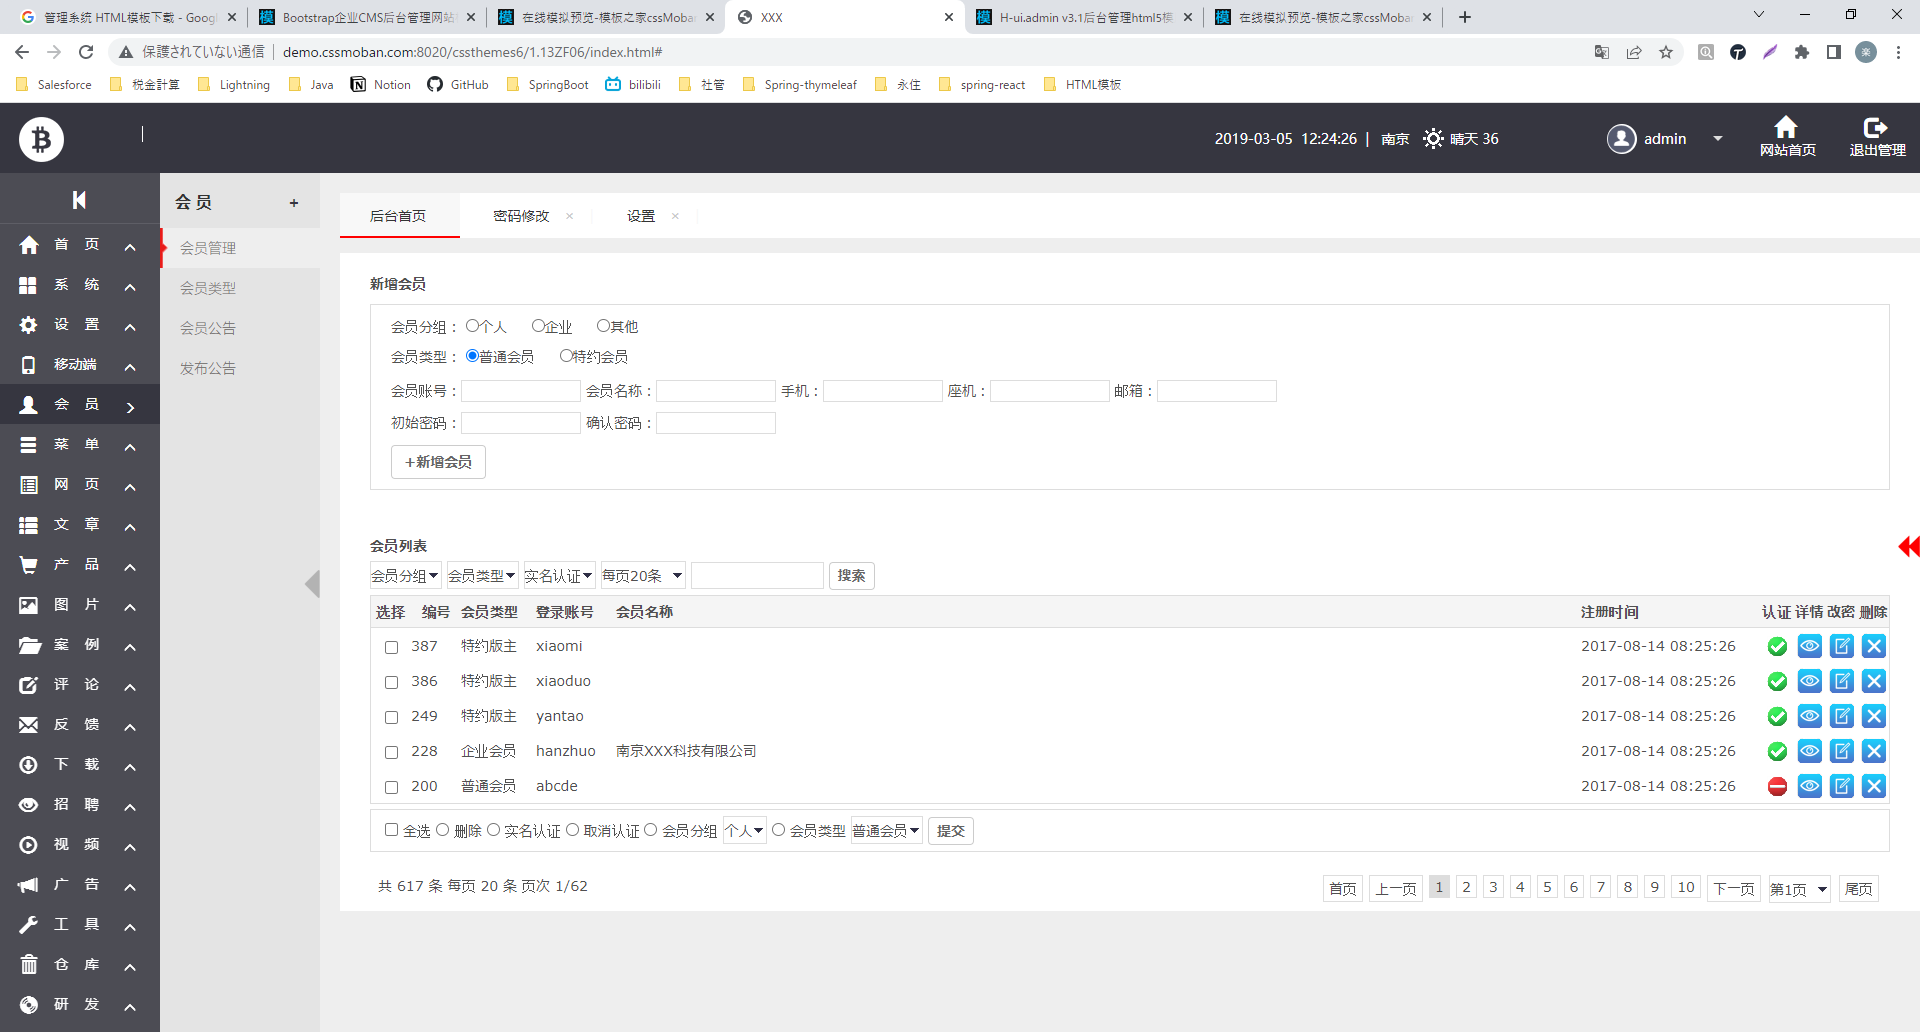 管理系统 HTML模板下载 - Goog
Bootstrap企业CMS后台管理网站
在线模拟预览-模板之家cssMoban
XXX
H-ui.admin v3.1后台管理html5模
在线模拟预览-模板之家cssMoban
保護されていない通信
demo.cssmoban.com:8020/cssthemes6/1.13ZF06/index.html#
Salesforce 税金計算 Lightning Java Notion GitHub SpringBoot bilibili 社管 Spring-thymeleaf 永住 spring-react HTML模板
2019-03-05 12:24:26 | 南京 晴天 36
admin
网站首页
退出管理
首 页
系 统
设 置
移动端
会 员
菜 单
网 页
文 章
产 品
图 片
案 例
评 论
反 馈
下 载
招 聘
视 频
广 告
工 具
仓 库
研 发
会 员 +
会员管理
会员类型
会员公告
发布公告
后台首页 密码修改 × 设置 ×
新增会员
会员分组： 个人 企业 其他
会员类型： 普通会员 特约会员
会员账号： 会员名称： 手机： 座机： 邮箱：
初始密码： 确认密码：
+新增会员
会员列表
会员分组 会员类型 实名认证 每页20条 搜索
选择 编号 会员类型 登录账号 会员名称 注册时间 认证 详情 改密 删除
387 特约版主 xiaomi 2017-08-14 08:25:26
386 特约版主 xiaoduo 2017-08-14 08:25:26
249 特约版主 yantao 2017-08-14 08:25:26
228 企业会员 hanzhuo 南京XXX科技有限公司 2017-08-14 08:25:26
200 普通会员 abcde 2017-08-14 08:25:26
全选 删除 实名认证 取消认证 会员分组 个人 会员类型 普通会员 提交
共 617 条 每页 20 条 页次 1/62
首页 上一页 1 2 3 4 5 6 7 8 9 10 下一页 第1页 尾页